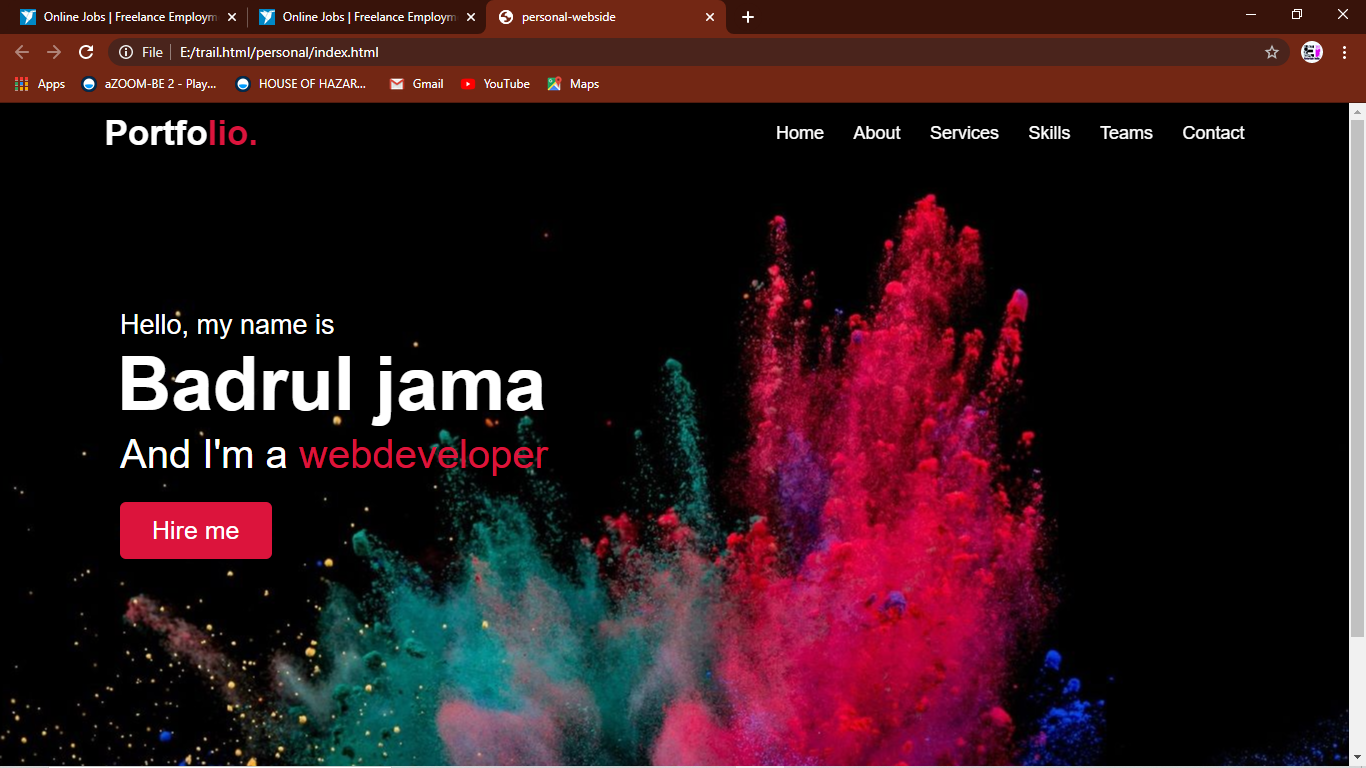 Online Jobs | Freelance Employm
Online Jobs | Freelance Employm
personal-webside
File
E:/trail.html/personal/index.html
Apps
aZOOM-BE 2 - Play...
HOUSE OF HAZAR...
Gmail
YouTube
Maps
Portfolio.
Home About Services Skills Teams Contact
Hello, my name is
Badrul jama
And I'm a webdeveloper
Hire me